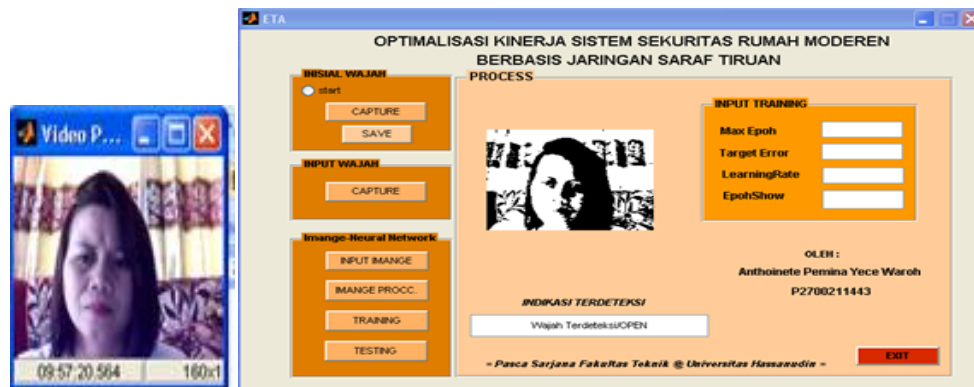 Video P...
09:57:20.564 160x1
ETA
OPTIMALISASI KINERJA SISTEM SEKURITAS RUMAH MODEREN
BERBASIS JARINGAN SARAF TIRUAN
INISIAL WAJAH
start
CAPTURE
SAVE
INPUT WAJAH
CAPTURE
Imange-Neural Network
INPUT IMANGE
IMANGE PROCC.
TRAINING
TESTING
PROCESS
INPUT TRAINING
Max Epoh
Target Error
LearningRate
EpohShow
OLEH :
Anthoinete Pemina Yece Waroh
P2700211443
INDIKASI TERDETEKSI
Wajah Terdeteksi/OPEN
~ Pasca Sarjana Fakultas Teknik @ Universitas Hassanudin ~
EXIT